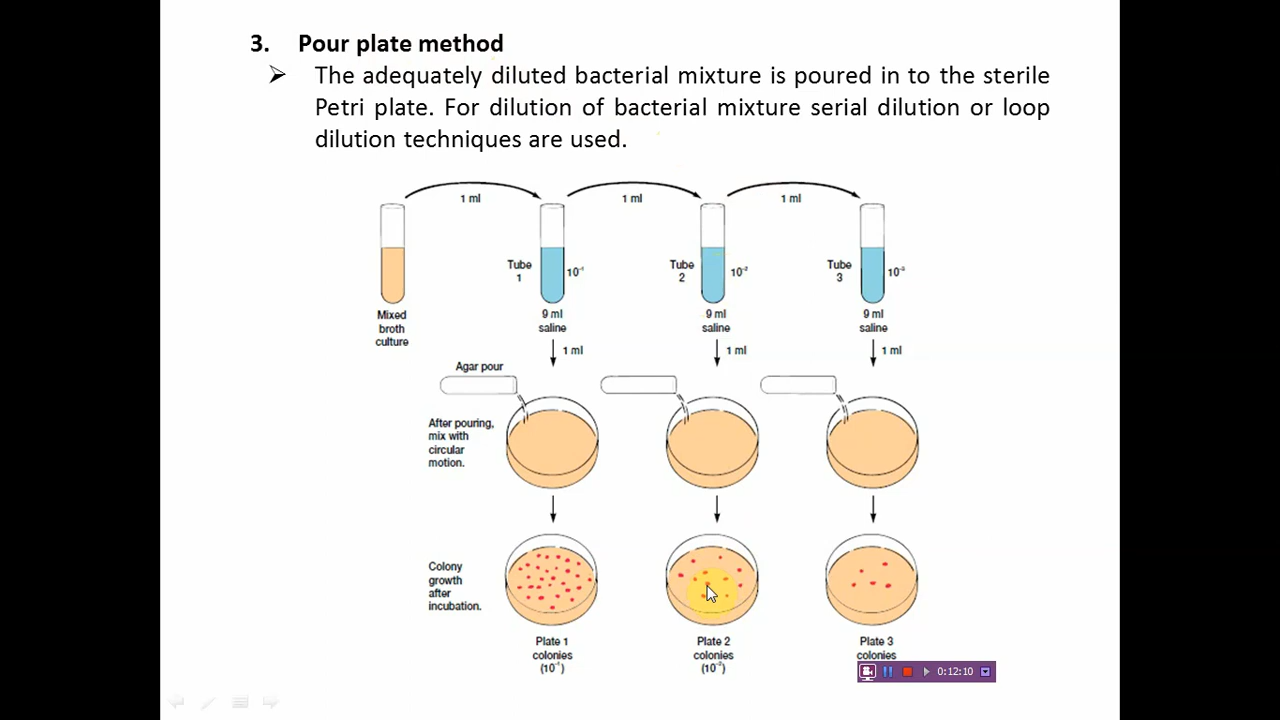 3. Pour plate method
➢ The adequately diluted bacterial mixture is poured in to the sterile
Petri plate. For dilution of bacterial mixture serial dilution or loop
dilution techniques are used.
1 ml 1 ml 1 ml
Tube 1 10⁻¹
Tube 2 10⁻²
Tube 3 10⁻³
Mixed
broth
culture
9 ml
saline
9 ml
saline
9 ml
saline
1 ml 1 ml 1 ml
Agar pour
After pouring,
mix with
circular
motion.
Colony
growth
after
incubation.
Plate 1
colonies
(10⁻¹)
Plate 2
colonies
(10⁻²)
Plate 3
colonies
0:12:10